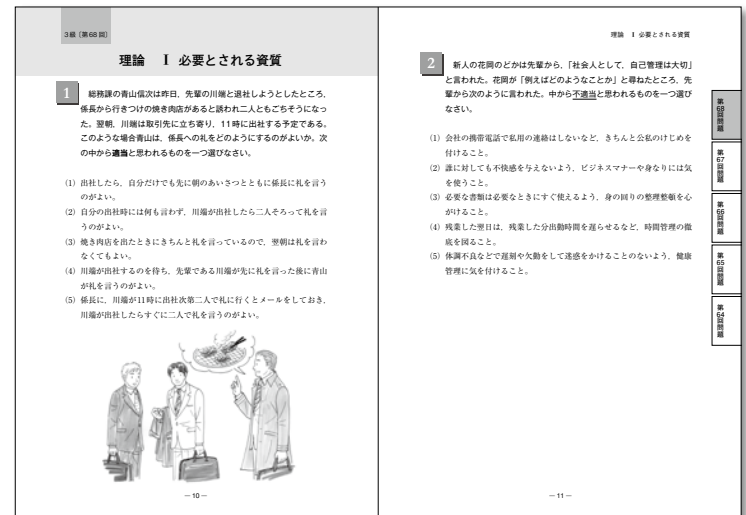 3級〔第68回〕
理論 Ⅰ 必要とされる資質
1
総務課の青山信次は昨日、先輩の川端と退社しようとしたところ、
係長から行きつけの焼き肉店があると誘われ二人ともごちそうになっ
た。翌朝、川端は取引先に立ち寄り、11時に出社する予定である。
このような場合青山は、係長への礼をどのようにするのがよいか。次
の中から適当と思われるものを一つ選びなさい。
(1) 出社したら、自分だけでも先に朝のあいさつとともに係長に礼を言う
のがよい。
(2) 自分の出社時には何も言わず、川端が出社したら二人そろって礼を言
うのがよい。
(3) 焼き肉店を出たときにきちんと礼を言っているので、翌朝は礼を言わ
なくてもよい。
(4) 川端が出社するのを待ち、先輩である川端が先に礼を言った後に青山
が礼を言うのがよい。
(5) 係長に、川端が11時に出社次第二人で礼に行くとメールをしておき、
川端が出社したらすぐに二人で礼を言うのがよい。
― 10 ―
理論 Ⅰ 必要とされる資質
2
新人の花岡のどかは先輩から、「社会人として、自己管理は大切」
と言われた。花岡が「例えばどのようなことか」と尋ねたところ、先
輩から次のように言われた。中から不適当と思われるものを一つ選び
なさい。
(1) 会社の携帯電話で私用の連絡はしないなど、きちんと公私のけじめを
付けること。
(2) 誰に対しても不快感を与えないよう、ビジネスマナーや身なりには気
を使うこと。
(3) 必要な書類は必要なときにすぐ使えるよう、身の回りの整理整頓を心
がけること。
(4) 残業した翌日は、残業した分出勤時間を遅らせるなど、時間管理の徹
底を図ること。
(5) 体調不良などで遅刻や欠勤をして迷惑をかけることのないよう、健康
管理に気を付けること。
― 11 ―
第68回問題
第67回問題
第66回問題
第65回問題
第64回問題